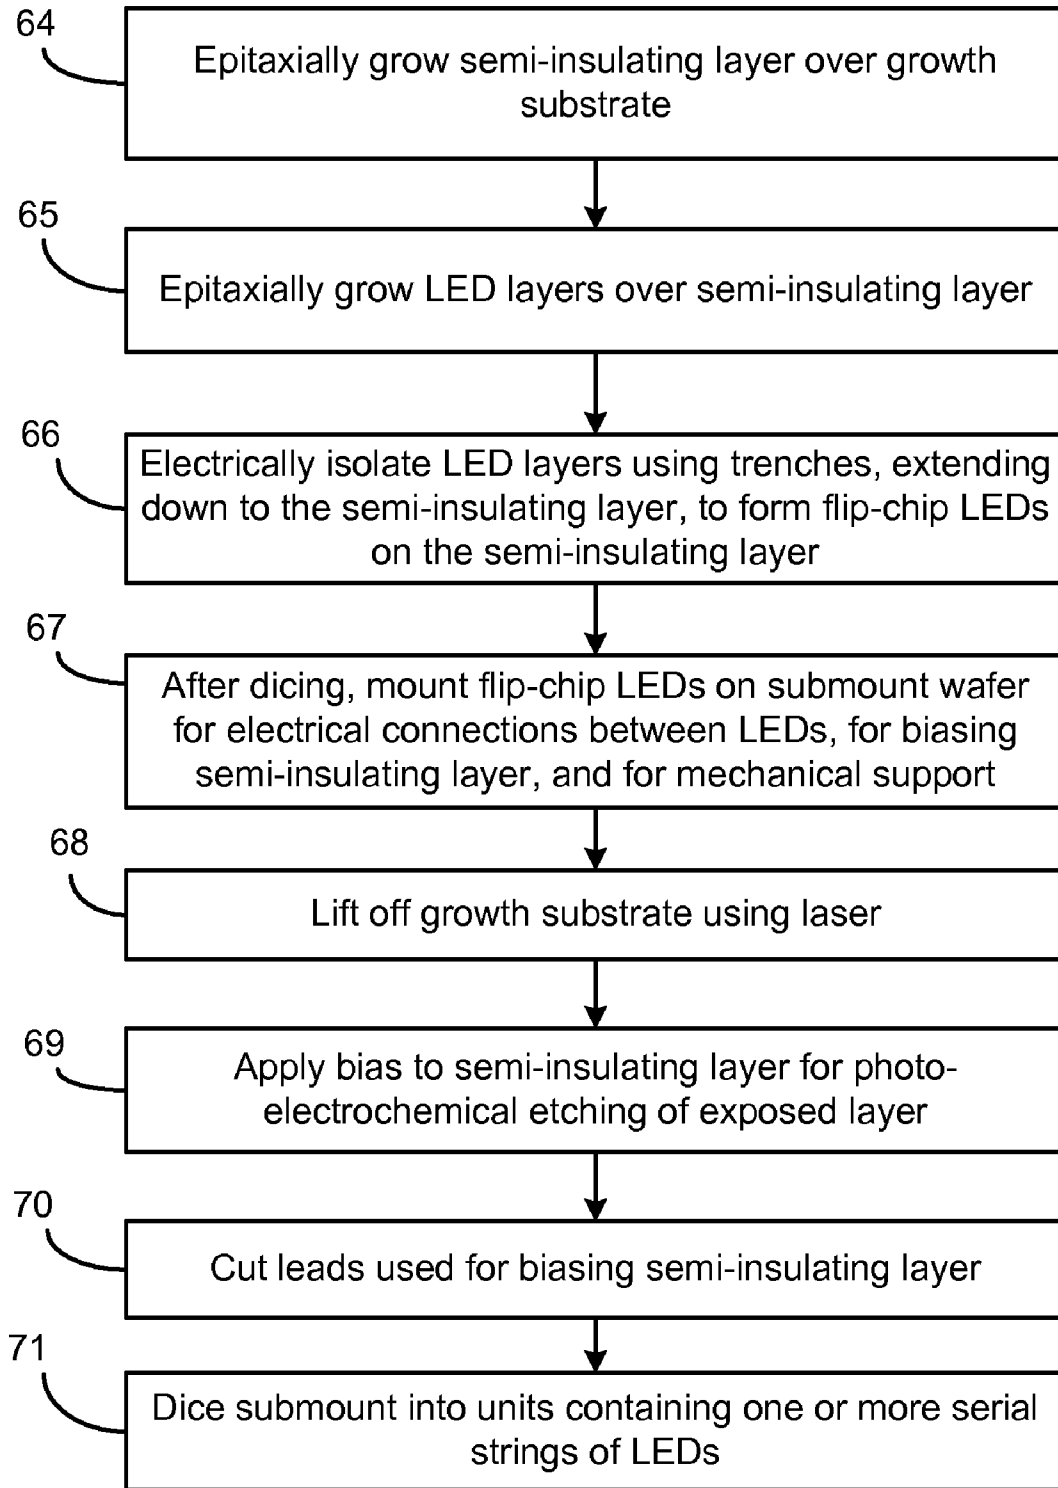 64
Epitaxially grow semi-insulating layer over growth
substrate
65
Epitaxially grow LED layers over semi-insulating layer
66
Electrically isolate LED layers using trenches, extending
down to the semi-insulating layer, to form flip-chip LEDs
on the semi-insulating layer
67
After dicing, mount flip-chip LEDs on submount wafer
for electrical connections between LEDs, for biasing
semi-insulating layer, and for mechanical support
68
Lift off growth substrate using laser
69
Apply bias to semi-insulating layer for photo-
electrochemical etching of exposed layer
70
Cut leads used for biasing semi-insulating layer
71
Dice submount into units containing one or more serial
strings of LEDs